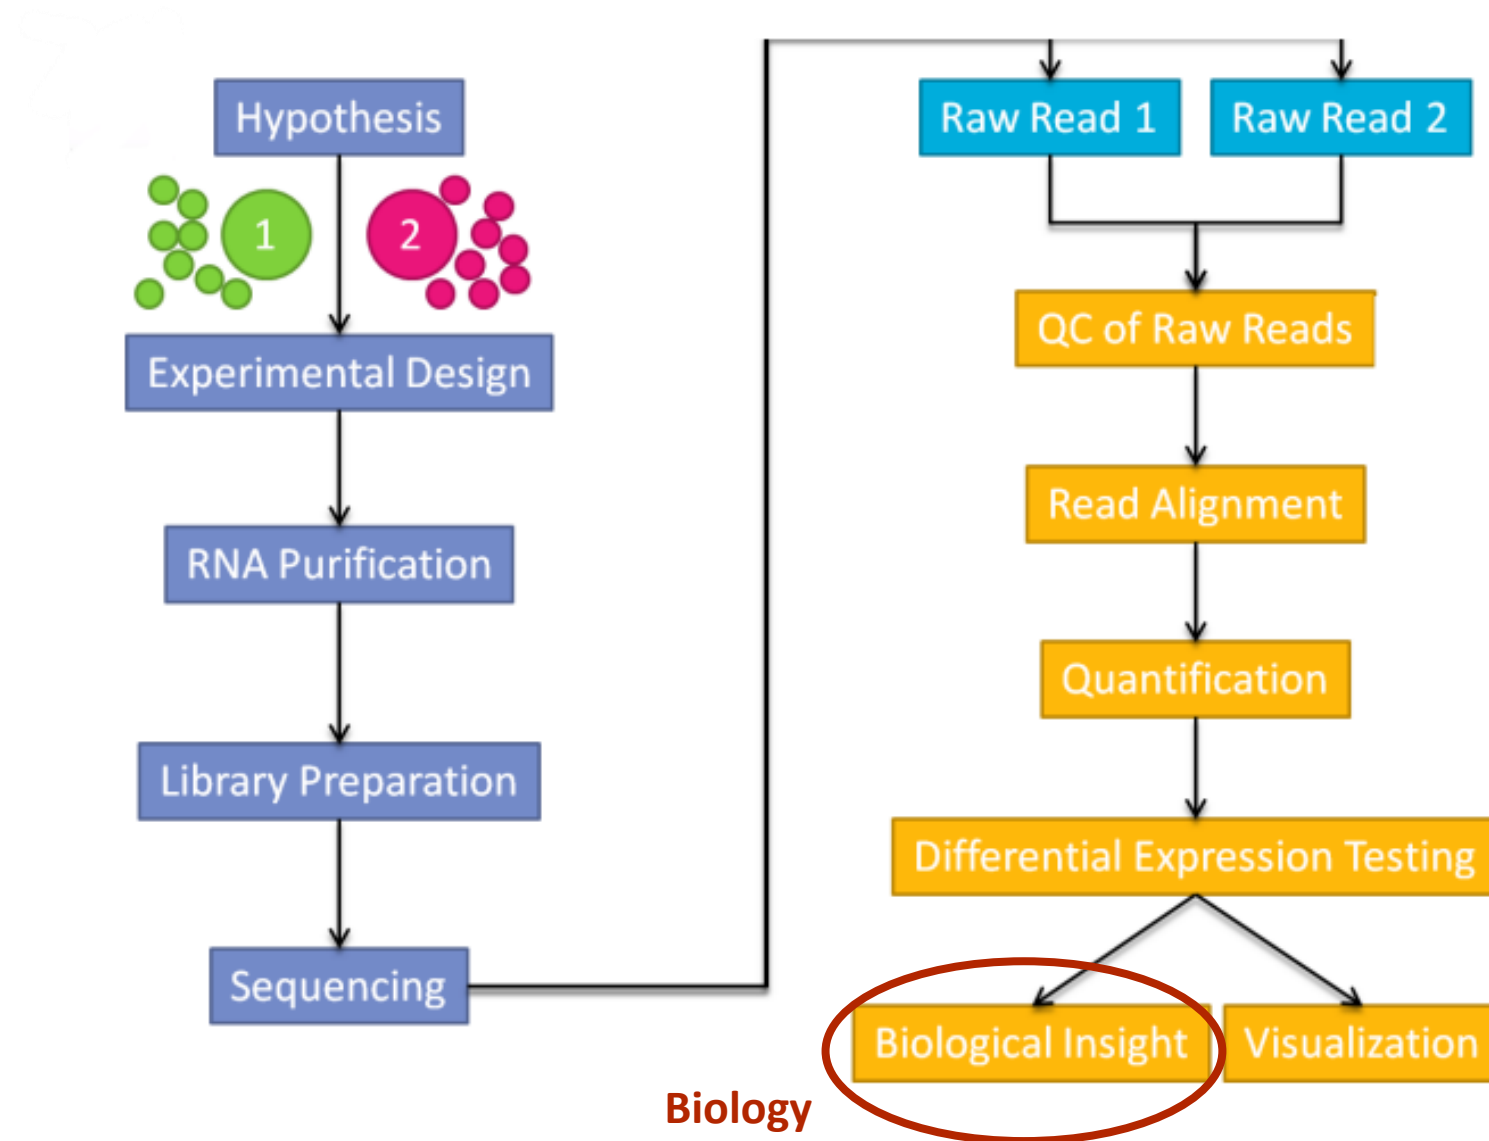 Hypothesis
1
2
Experimental Design
RNA Purification
Library Preparation
Sequencing
Raw Read 1
Raw Read 2
QC of Raw Reads
Read Alignment
Quantification
Differential Expression Testing
Biological Insight
Visualization
Biology